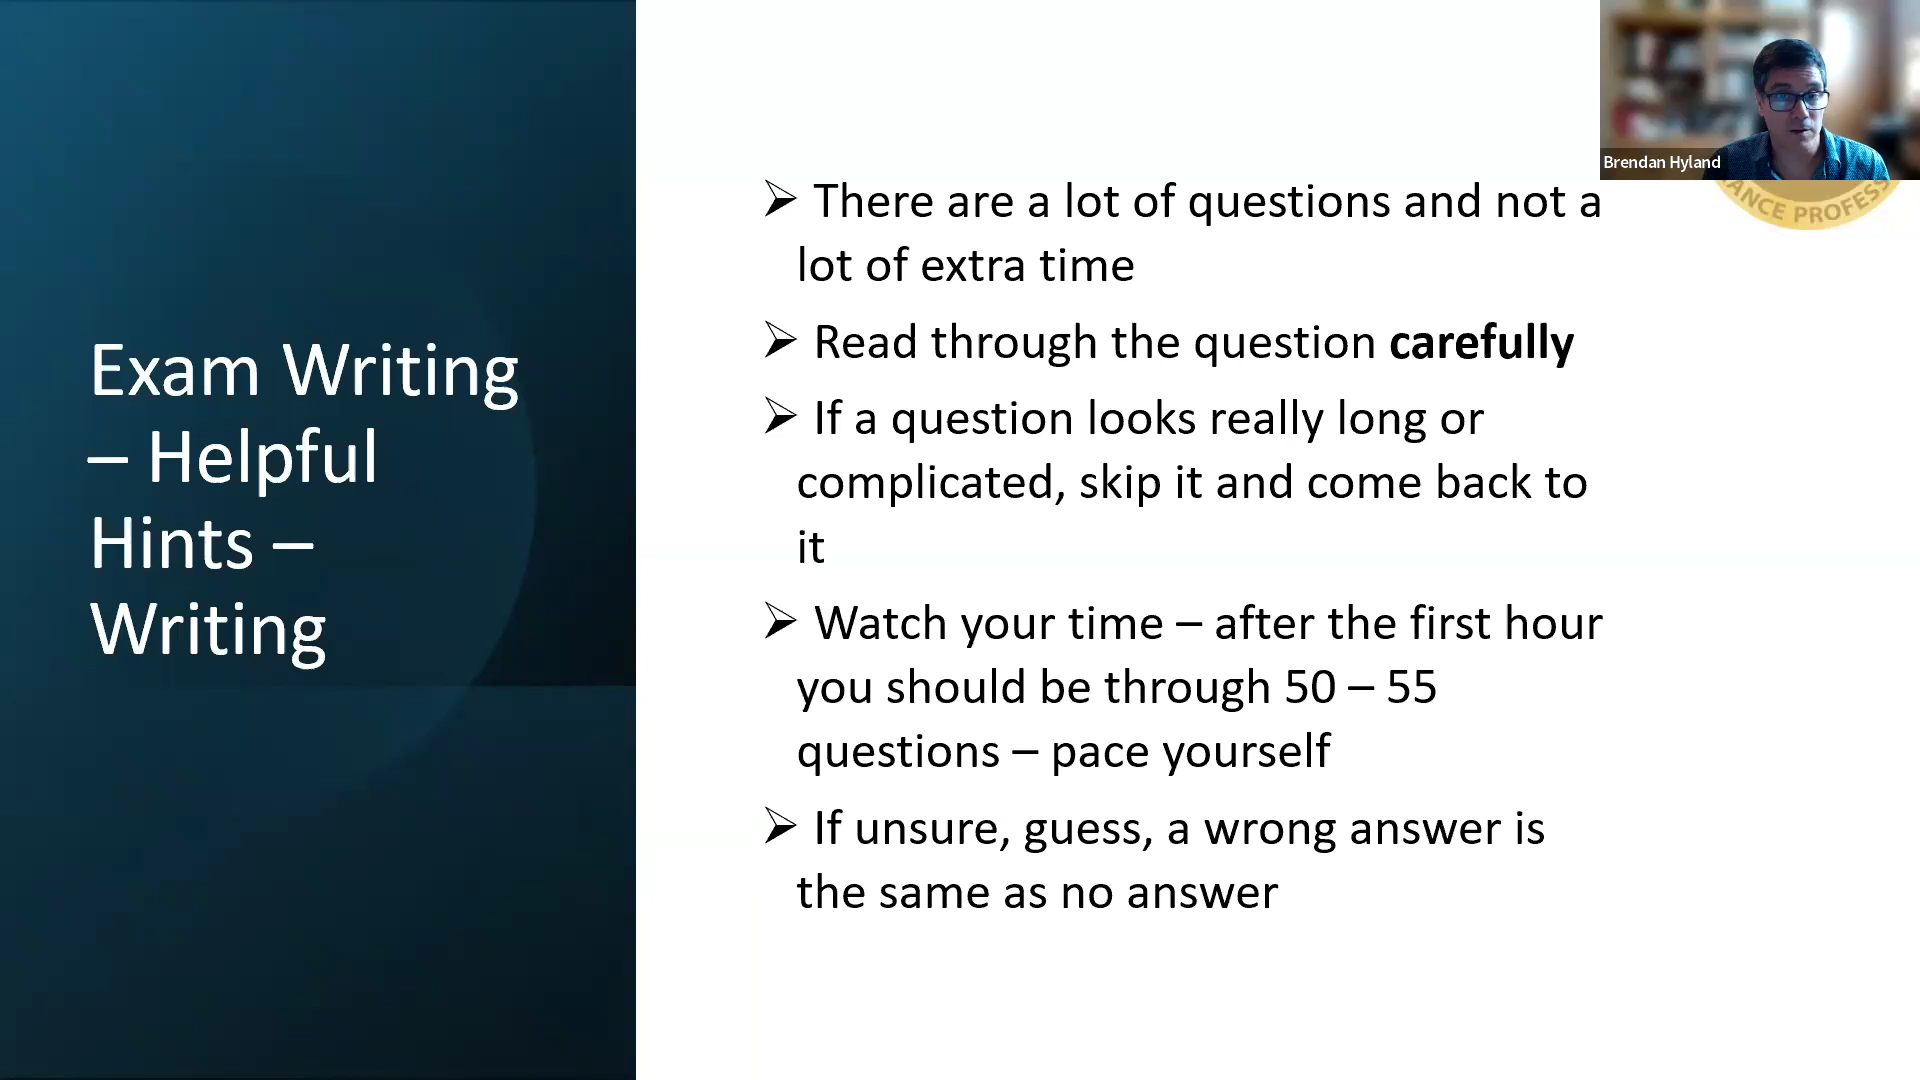 Exam Writing
– Helpful
Hints –
Writing
➢ There are a lot of questions and not a
lot of extra time
➢ Read through the question carefully
➢ If a question looks really long or
complicated, skip it and come back to
it
➢ Watch your time – after the first hour
you should be through 50 – 55
questions – pace yourself
➢ If unsure, guess, a wrong answer is
the same as no answer
Brendan Hyland
ANCE PROFESS